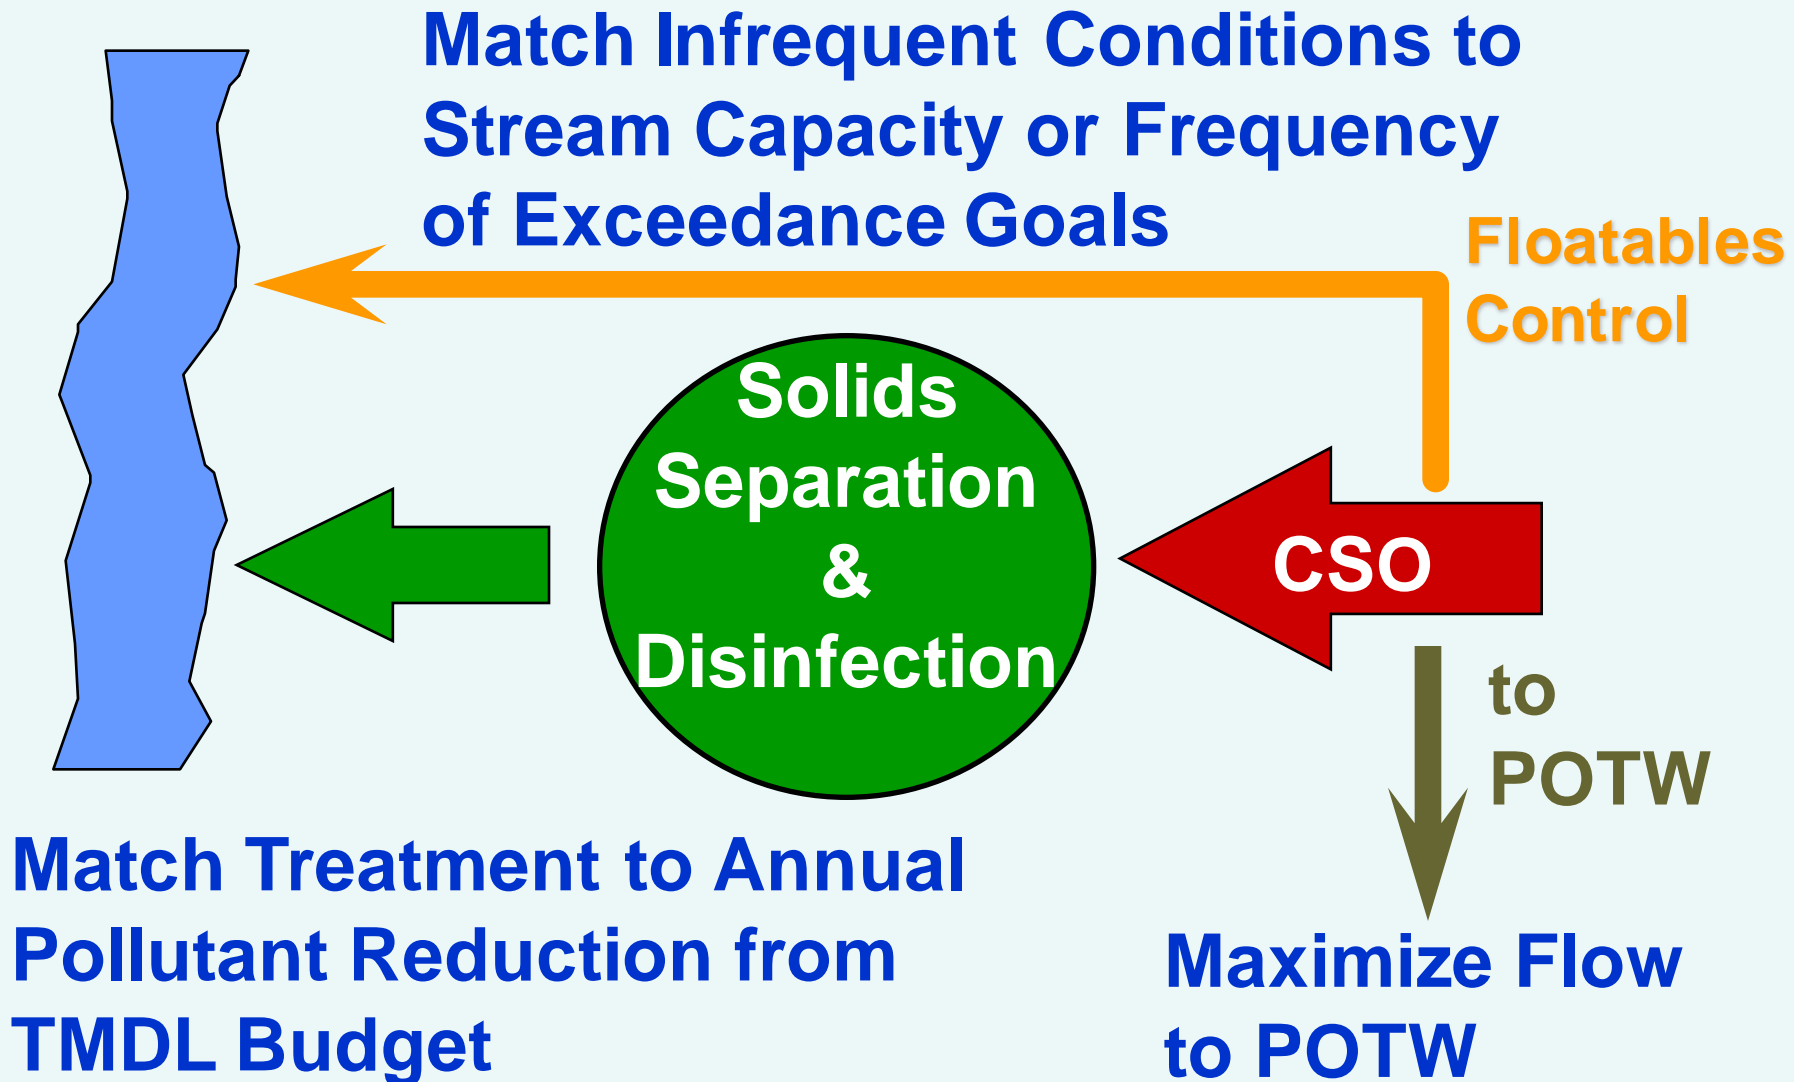 Match Infrequent Conditions to
Stream Capacity or Frequency
of Exceedance Goals
Floatables
Control
Solids
Separation
&
Disinfection
CSO
to
POTW
Match Treatment to Annual
Pollutant Reduction from
TMDL Budget
Maximize Flow
to POTW